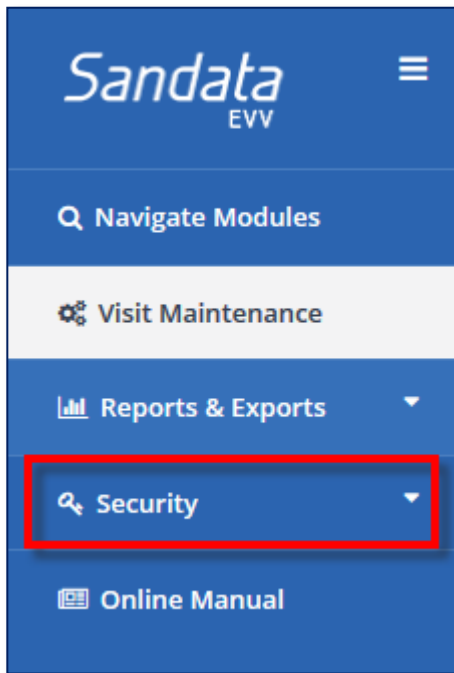 Sandata
EVV
Navigate Modules
Visit Maintenance
Reports & Exports
Security
Online Manual